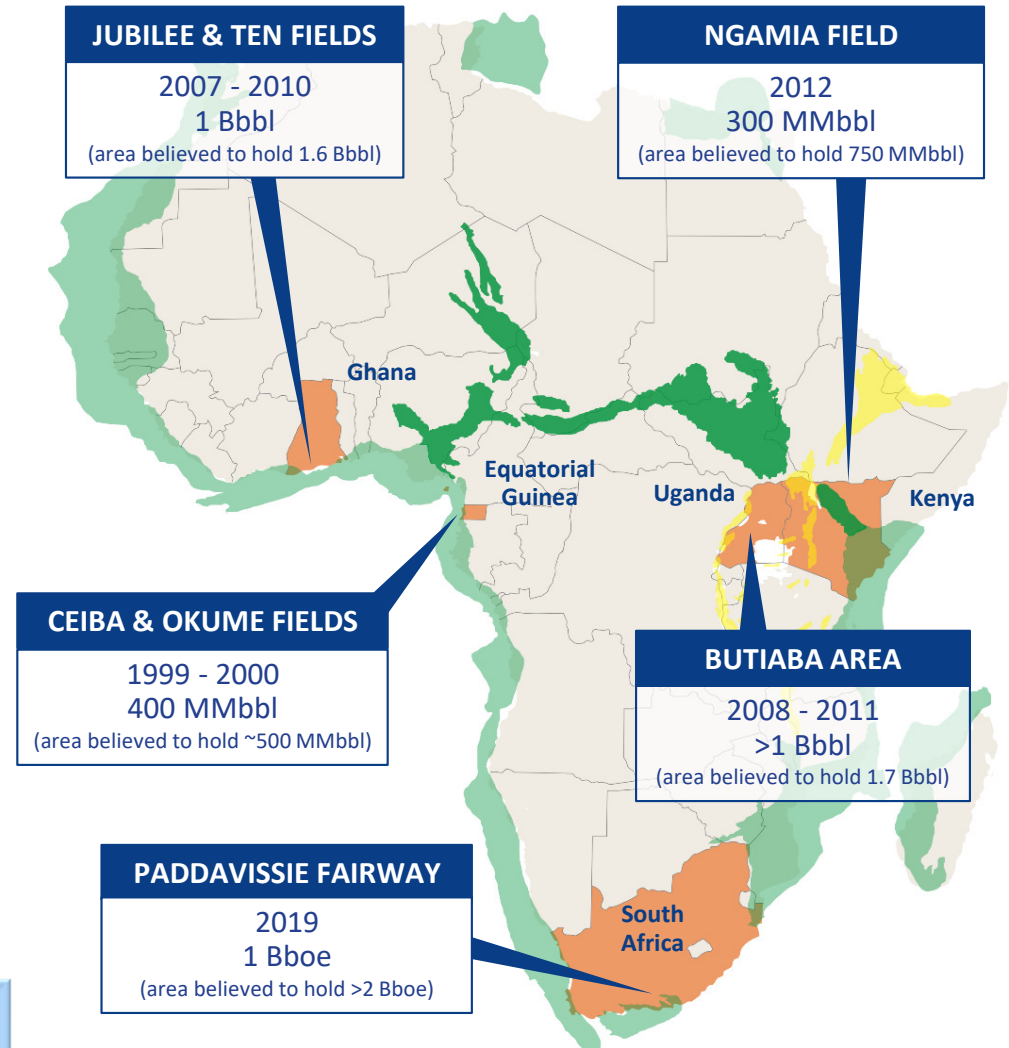 JUBILEE & TEN FIELDS
2007 - 2010
1 Bbbl
(area believed to hold 1.6 Bbbl)
NGAMIA FIELD
2012
300 MMbbl
(area believed to hold 750 MMbbl)
Ghana
Equatorial
Guinea
Uganda
Kenya
CEIBA & OKUME FIELDS
1999 - 2000
400 MMbbl
(area believed to hold ~500 MMbbl)
BUTIABA AREA
2008 - 2011
>1 Bbbl
(area believed to hold 1.7 Bbbl)
PADDAVISSIE FAIRWAY
2019
1 Bboe
(area believed to hold >2 Bboe)
South
Africa